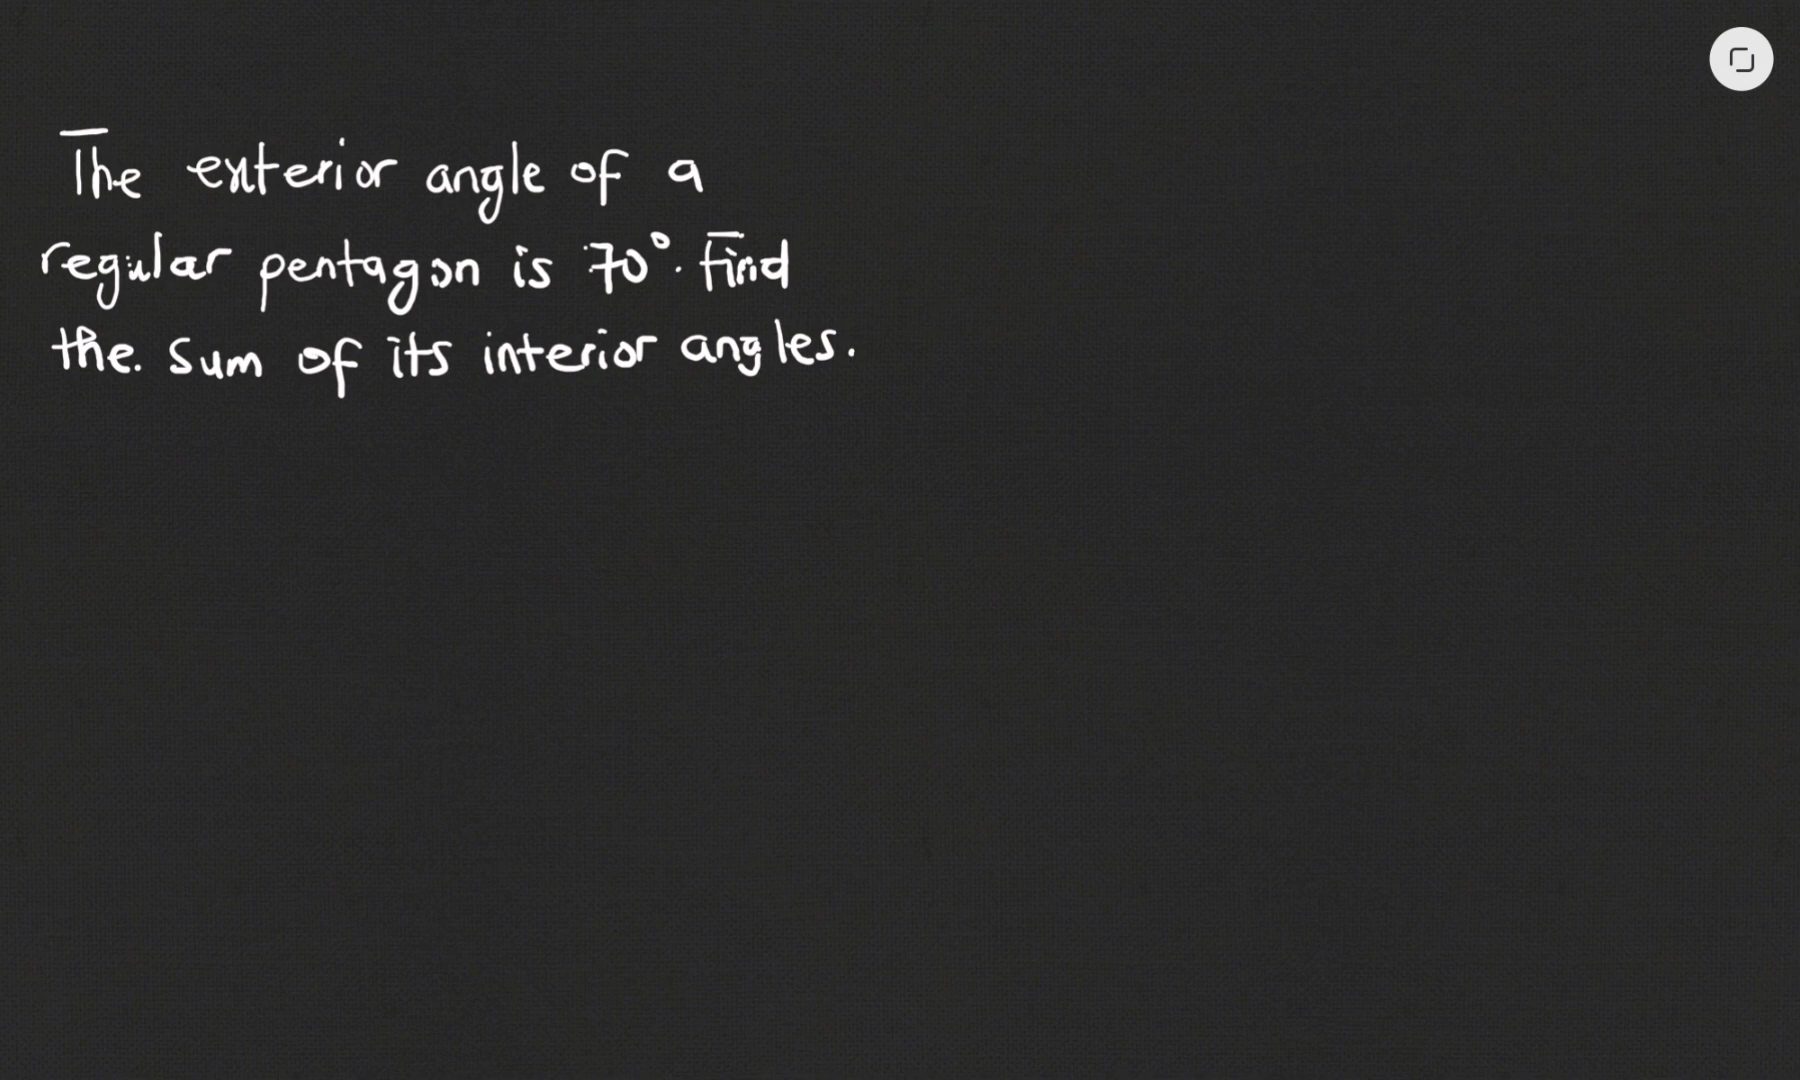 The exterior angle of a
regular pentagon is 70°. Find
the. sum of its interior angles.